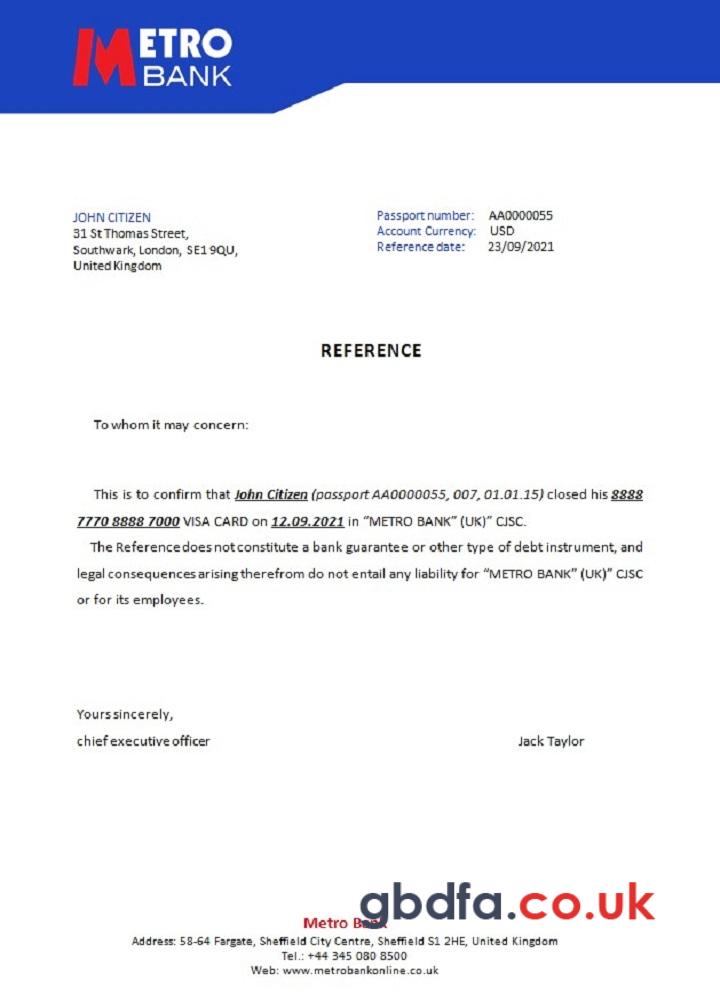 METRO
BANK
JOHN CITIZEN
31 St Thomas Street,
Southwark, London, SE1 9QU,
United Kingdom
Passport number: AA0000055
Account Currency: USD
Reference date: 23/09/2021
REFERENCE
To whom it may concern:
This is to confirm that John Citizen (passport AA0000055, 007, 01.01.15) closed his 8888
7770 8888 7000 VISA CARD on 12.09.2021 in “METRO BANK” (UK)” CJSC.
The Reference does not constitute a bank guarantee or other type of debt instrument, and
legal consequences arising therefrom do not entail any liability for “METRO BANK” (UK)” CJSC
or for its employees.
Yours sincerely,
chief executive officer Jack Taylor
gbdfa.co.uk
Metro Bank
Address: 58-64 Fargate, Sheffield City Centre, Sheffield S1 2HE, United Kingdom
Tel.: +44 345 080 8500
Web: www.metrobankonline.co.uk